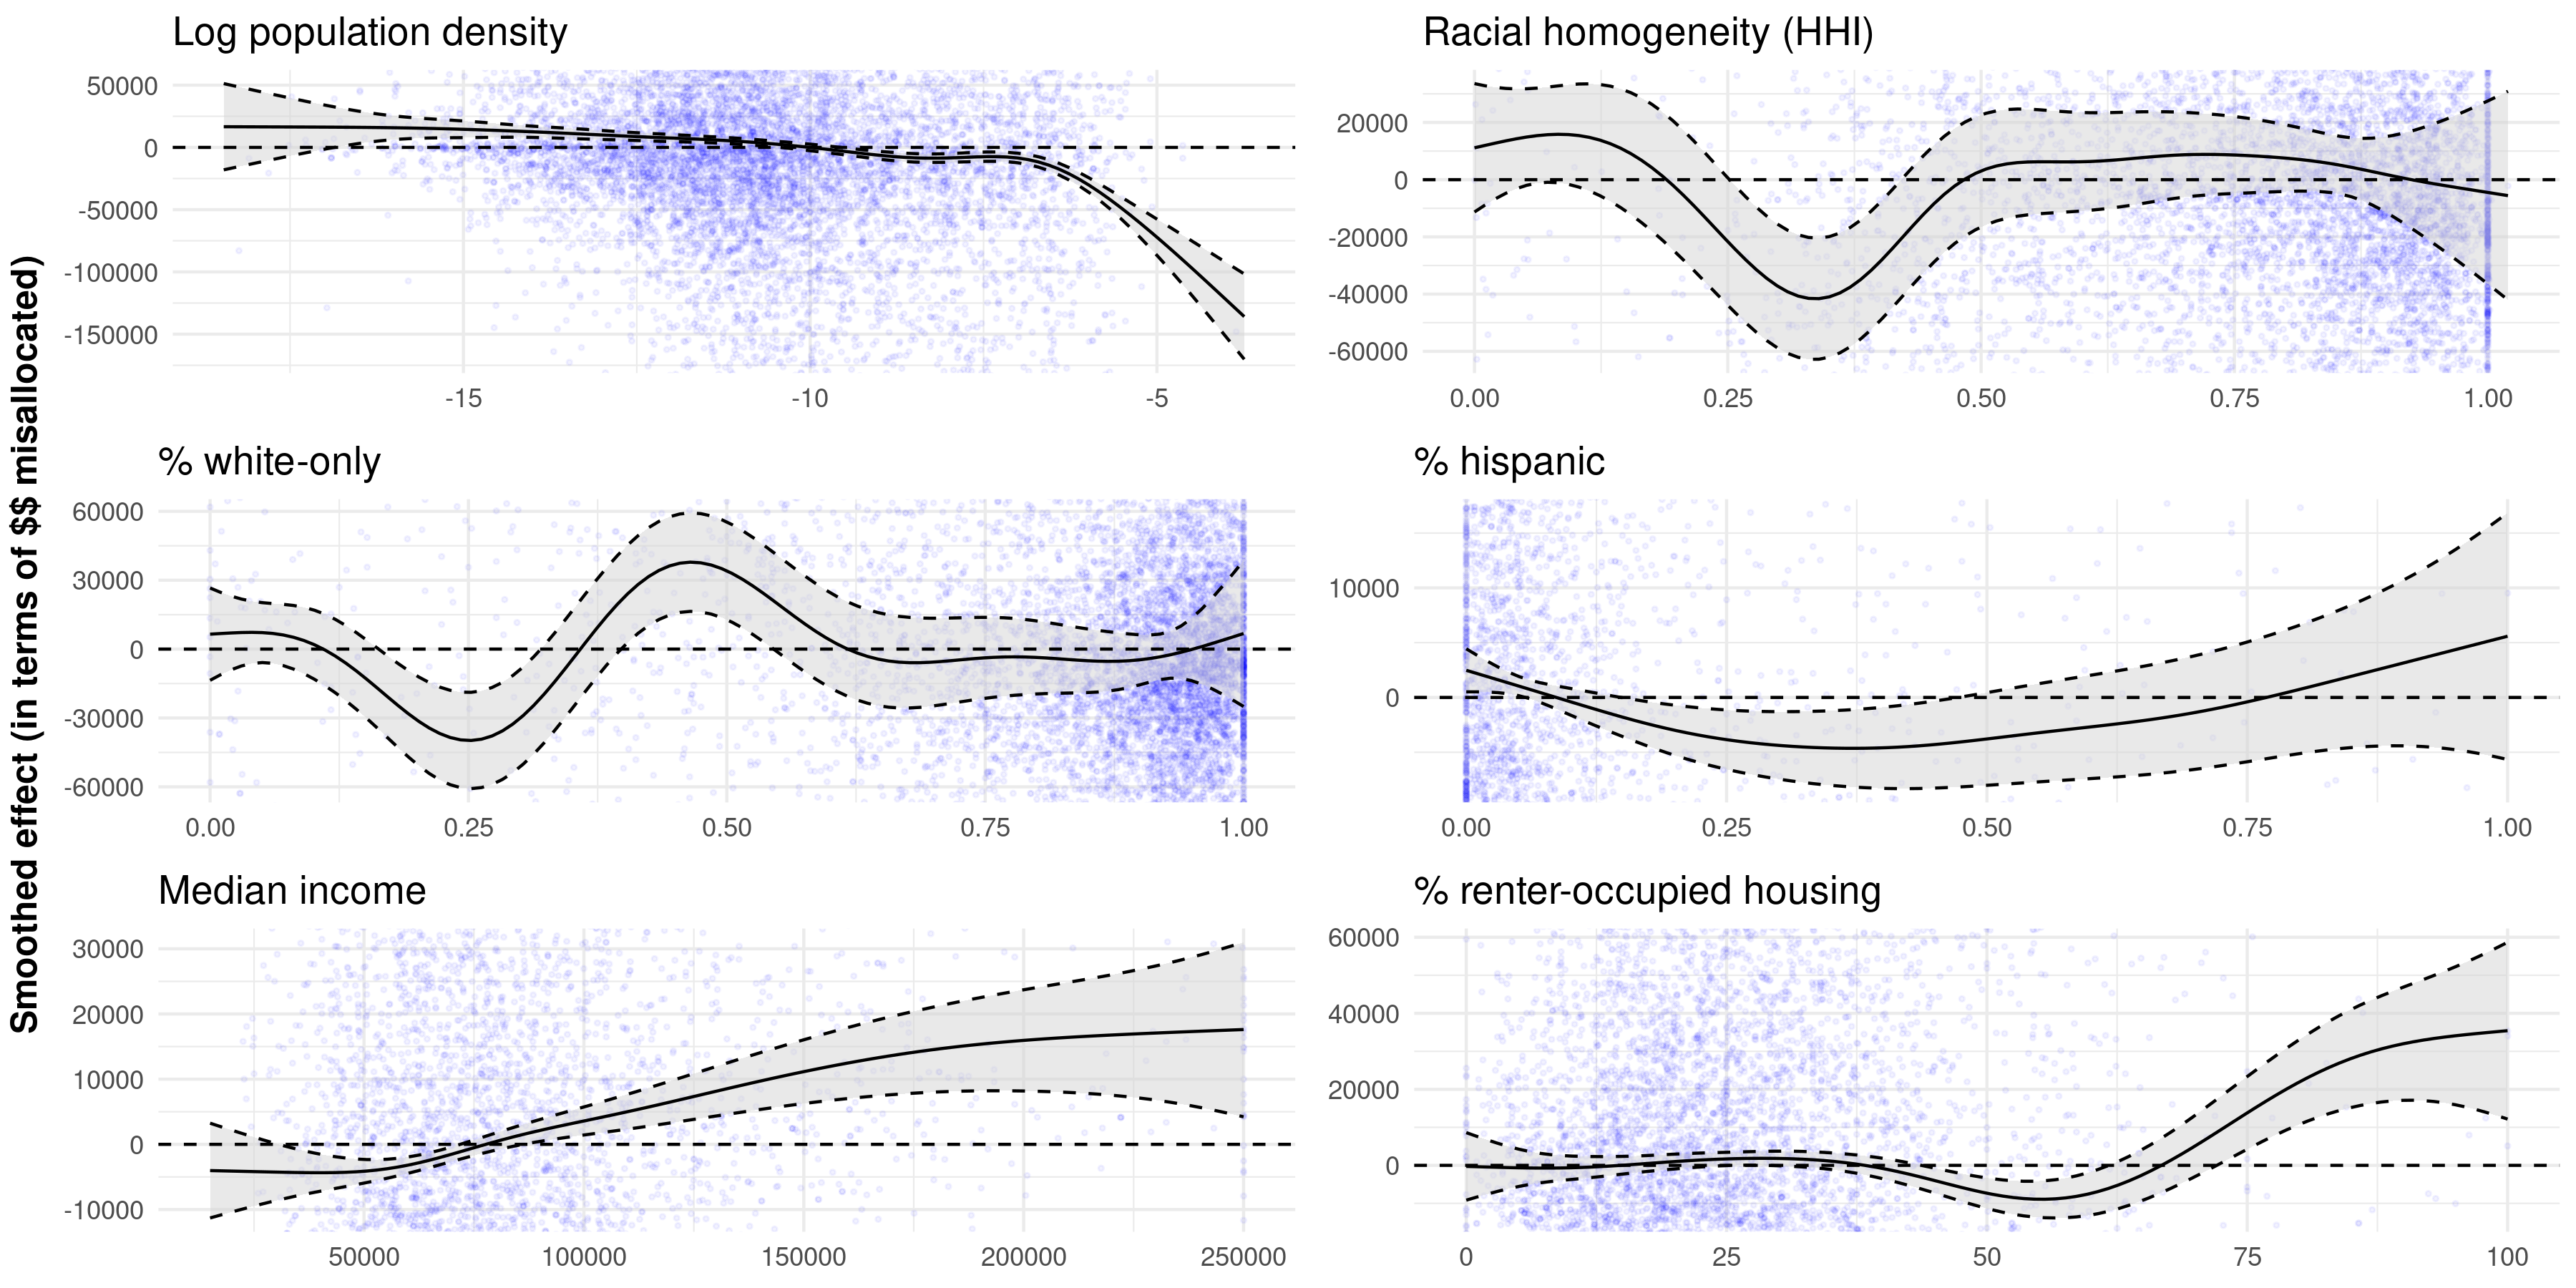 Smoothed effect (in terms of $$ misallocated)
Log population density
50000
0
-50000
-100000
-150000
-15 -10 -5
Racial homogeneity (HHI)
20000
0
-20000
-40000
-60000
0.00 0.25 0.50 0.75 1.00
% white-only
60000
30000
0
-30000
-60000
0.00 0.25 0.50 0.75 1.00
% hispanic
10000
0
0.00 0.25 0.50 0.75 1.00
Median income
30000
20000
10000
0
-10000
50000 100000 150000 200000 250000
% renter-occupied housing
60000
40000
20000
0
0 25 50 75 100